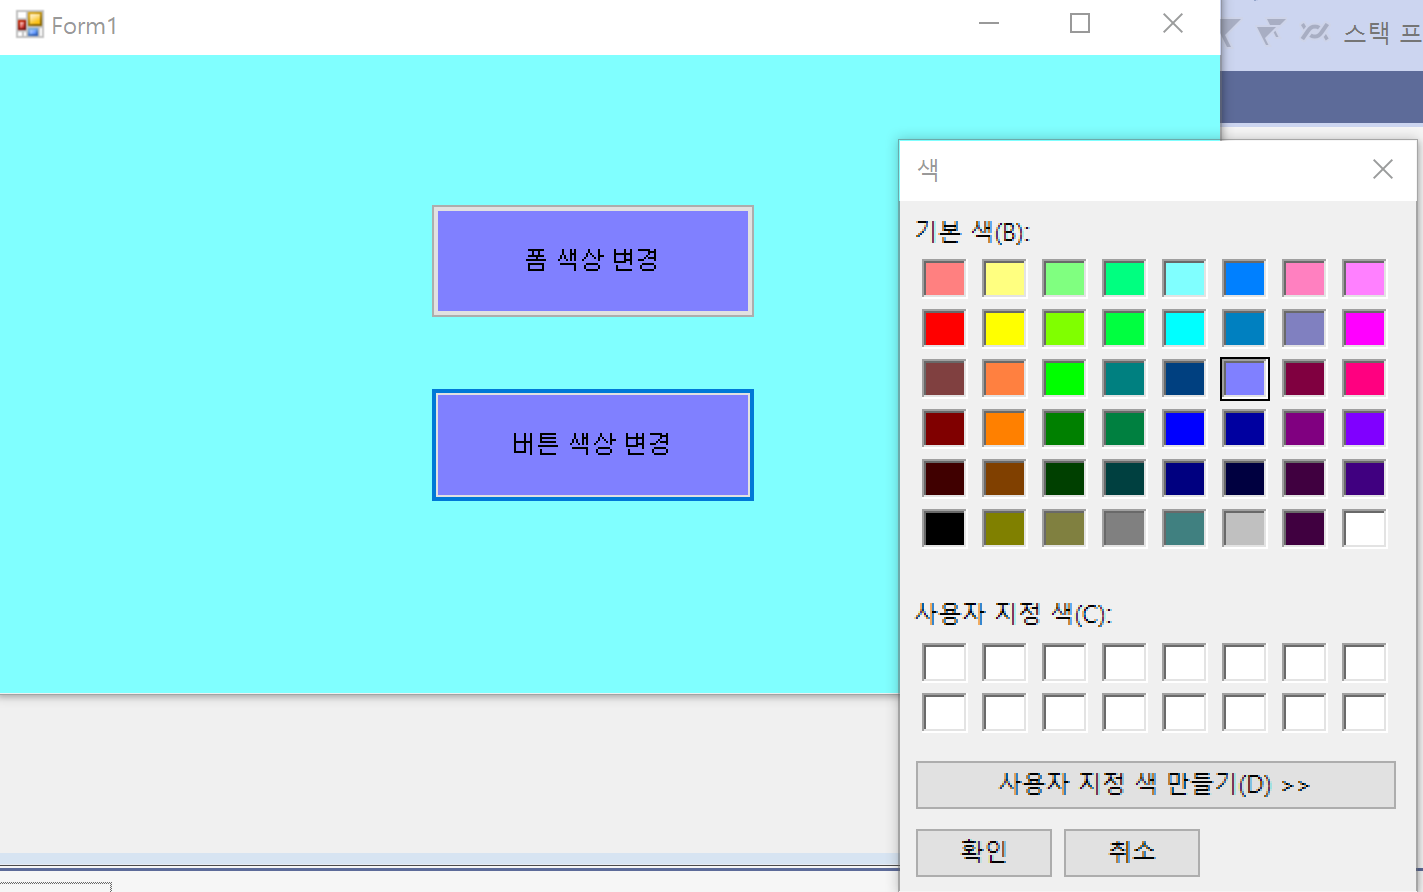 Form1
스택 프
폼 색상 변경
버튼 색상 변경
색
기본 색(B):
사용자 지정 색(C):
사용자 지정 색 만들기(D) >>
확인
취소